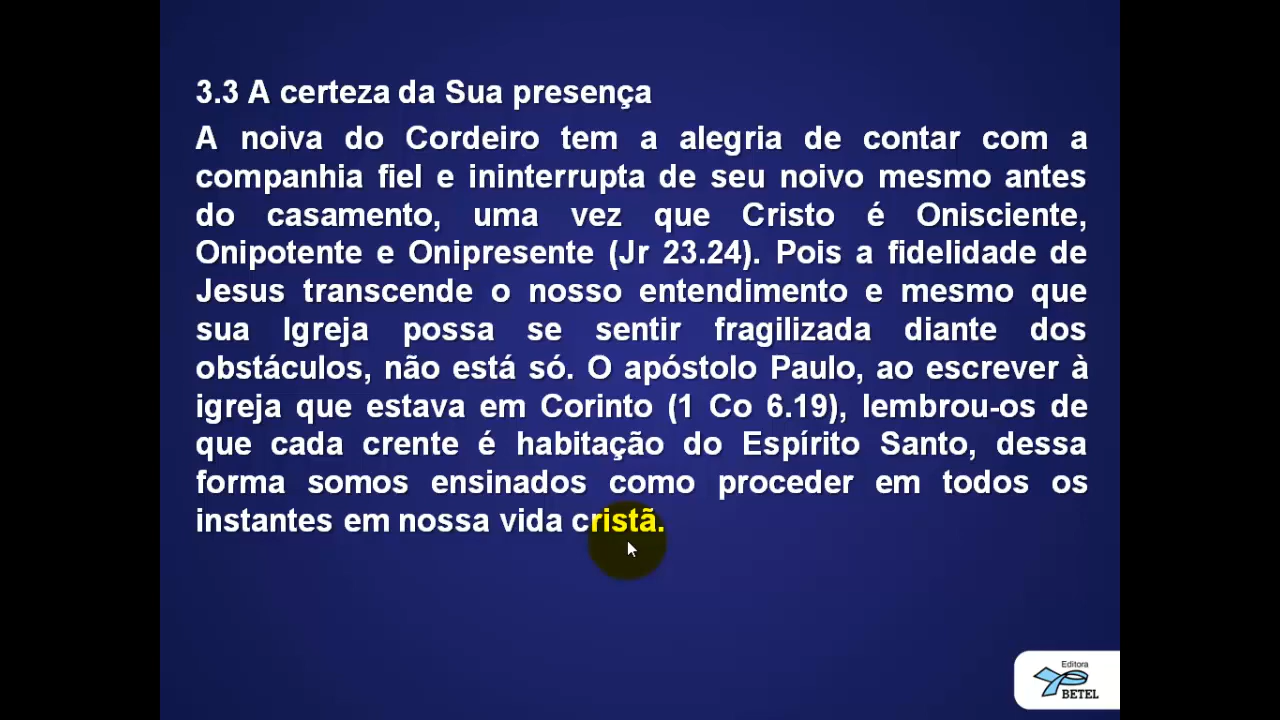 3.3 A certeza da Sua presença
A noiva do Cordeiro tem a alegria de contar com a
companhia fiel e ininterrupta de seu noivo mesmo antes
do casamento, uma vez que Cristo é Onisciente,
Onipotente e Onipresente (Jr 23.24). Pois a fidelidade de
Jesus transcende o nosso entendimento e mesmo que
sua Igreja possa se sentir fragilizada diante dos
obstáculos, não está só. O apóstolo Paulo, ao escrever à
igreja que estava em Corinto (1 Co 6.19), lembrou-os de
que cada crente é habitação do Espírito Santo, dessa
forma somos ensinados como proceder em todos os
instantes em nossa vida cristã.
Editora
BETEL